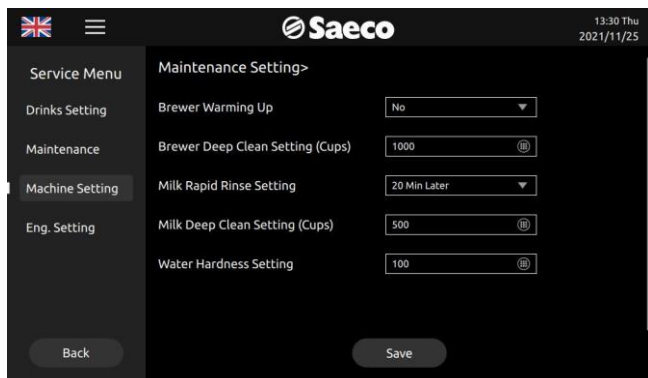 Saeco
13:30 Thu
2021/11/25
Service Menu
Drinks Setting
Maintenance
Machine Setting
Eng. Setting
Back
Maintenance Setting>
Brewer Warming Up No
Brewer Deep Clean Setting (Cups) 1000
Milk Rapid Rinse Setting 20 Min Later
Milk Deep Clean Setting (Cups) 500
Water Hardness Setting 100
Save